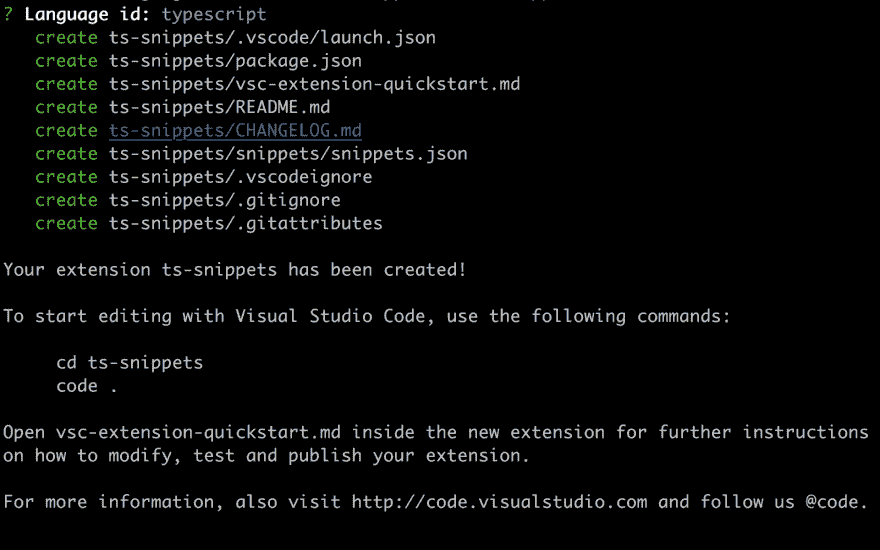 ? Language id: typescript
create ts-snippets/.vscode/launch.json
create ts-snippets/package.json
create ts-snippets/vsc-extension-quickstart.md
create ts-snippets/README.md
create ts-snippets/CHANGELOG.md
create ts-snippets/snippets/snippets.json
create ts-snippets/.vscodeignore
create ts-snippets/.gitignore
create ts-snippets/.gitattributes
Your extension ts-snippets has been created!
To start editing with Visual Studio Code, use the following commands:
cd ts-snippets
code .
Open vsc-extension-quickstart.md inside the new extension for further instructions
on how to modify, test and publish your extension.
For more information, also visit http://code.visualstudio.com and follow us @code.